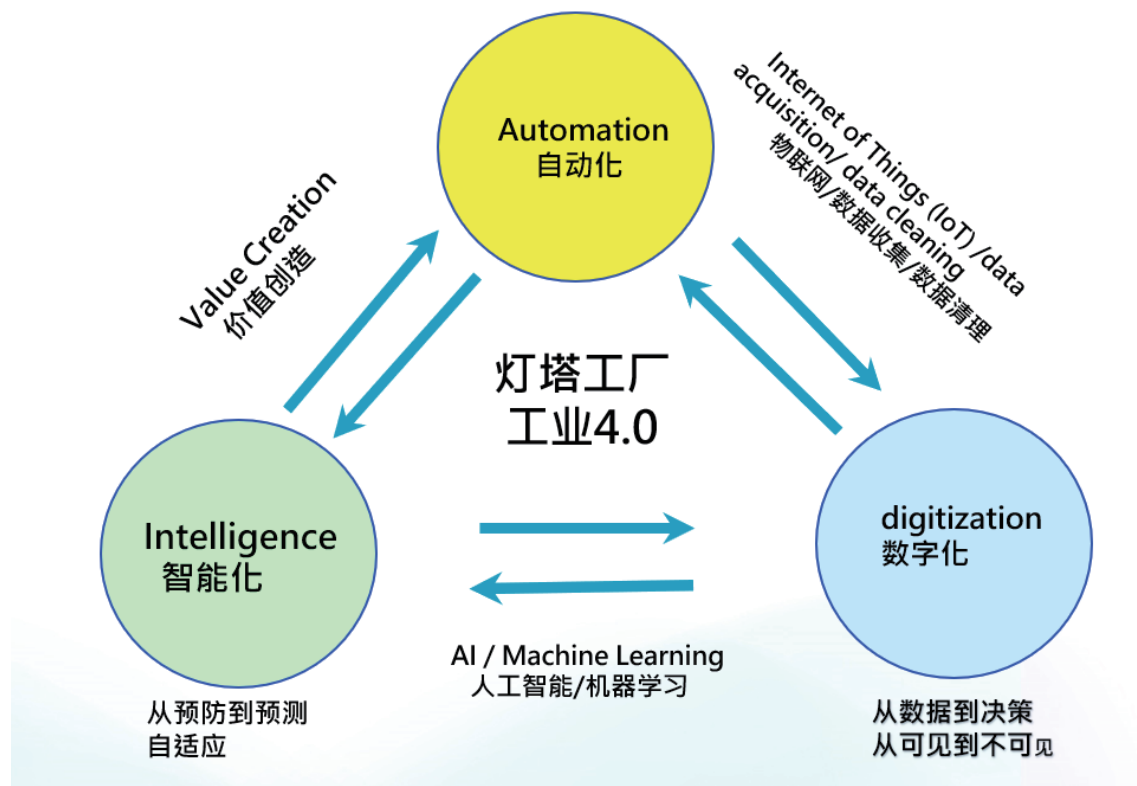 Automation
自动化
Internet of Things (IoT) /data
acquisition/ data cleaning
物联网/数据收集/数据清理
Value Creation
价值创造
灯塔工厂
工业4.0
Intelligence
智能化
digitization
数字化
AI / Machine Learning
人工智能/机器学习
从预防到预测
自适应
从数据到决策
从可见到不可见